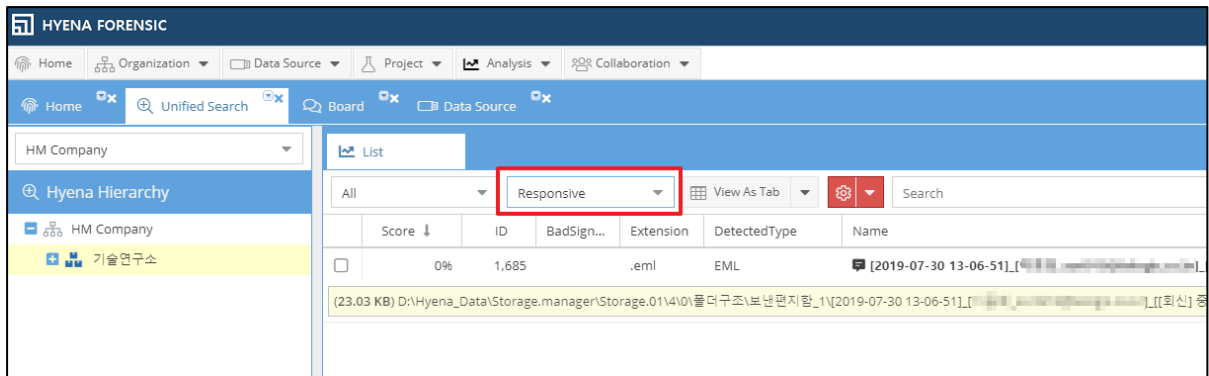 HYENA FORENSIC
Home Organization Data Source Project Analysis Collaboration
Home Unified Search Board Data Source
HM Company
List
Hyena Hierarchy
All Responsive View As Tab Search
HM Company
Score ID BadSign... Extension DetectedType Name
기술연구소
0% 1,685 .eml EML [2019-07-30 13-06-51]_[
(23.03 KB) D:\Hyena_Data\Storage.manager\Storage.01\4\0\폴더구조\보낸편지함_1\[2019-07-30 13-06-51]_[ ]_[[회신] 중